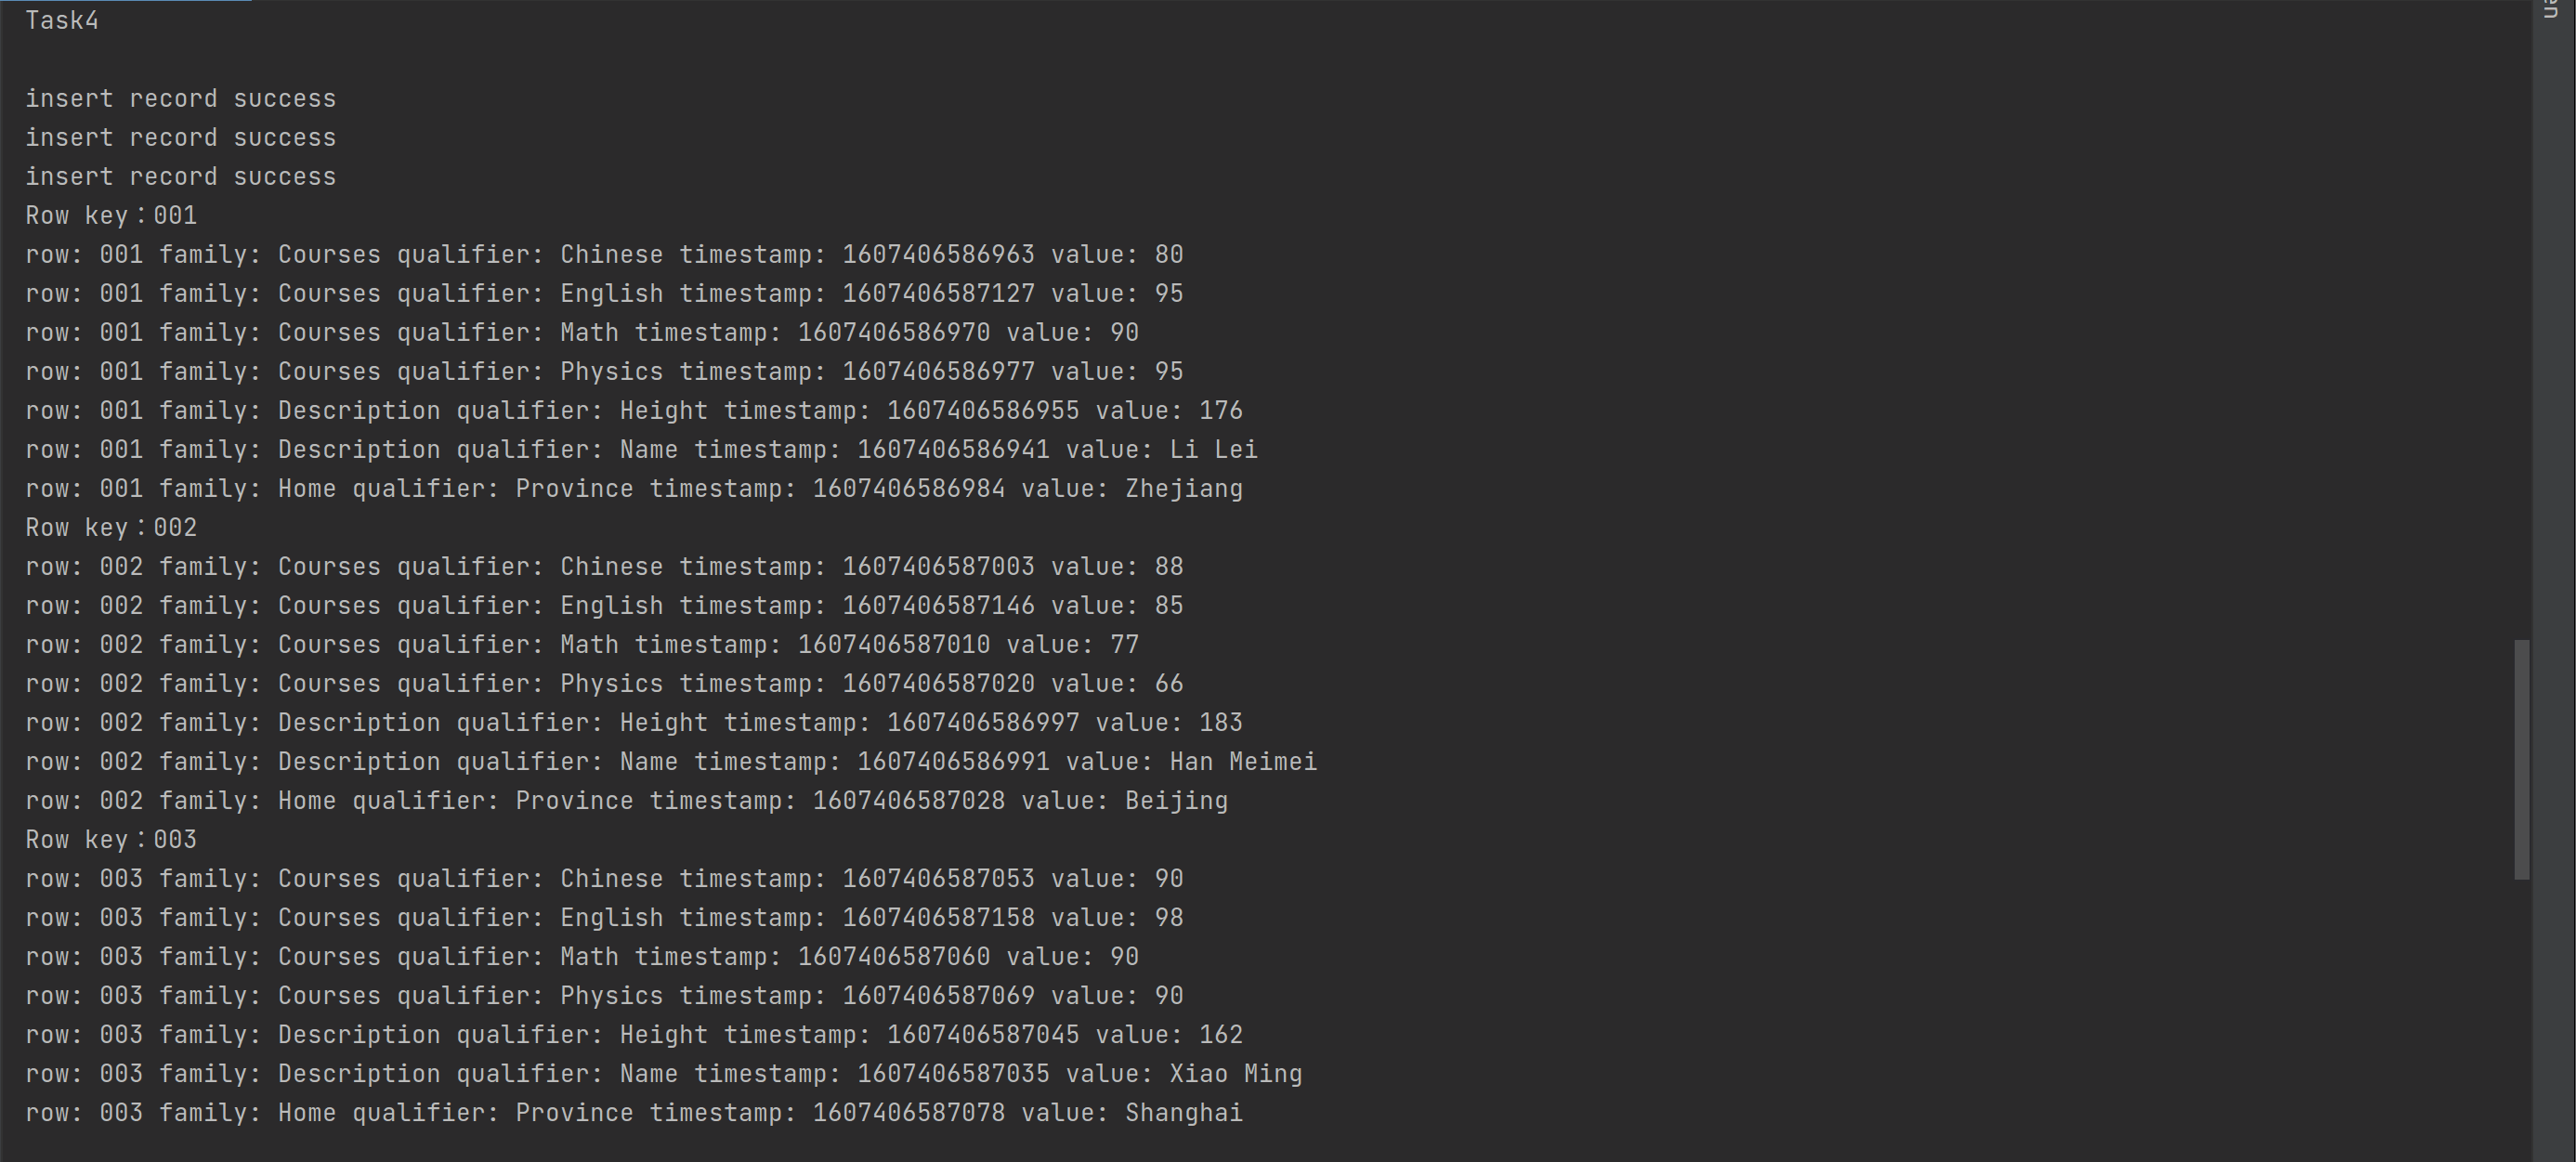 Task4
insert record success
insert record success
insert record success
Row key：001
row: 001 family: Courses qualifier: Chinese timestamp: 1607406586963 value: 80
row: 001 family: Courses qualifier: English timestamp: 1607406587127 value: 95
row: 001 family: Courses qualifier: Math timestamp: 1607406586970 value: 90
row: 001 family: Courses qualifier: Physics timestamp: 1607406586977 value: 95
row: 001 family: Description qualifier: Height timestamp: 1607406586955 value: 176
row: 001 family: Description qualifier: Name timestamp: 1607406586941 value: Li Lei
row: 001 family: Home qualifier: Province timestamp: 1607406586984 value: Zhejiang
Row key：002
row: 002 family: Courses qualifier: Chinese timestamp: 1607406587003 value: 88
row: 002 family: Courses qualifier: English timestamp: 1607406587146 value: 85
row: 002 family: Courses qualifier: Math timestamp: 1607406587010 value: 77
row: 002 family: Courses qualifier: Physics timestamp: 1607406587020 value: 66
row: 002 family: Description qualifier: Height timestamp: 1607406586997 value: 183
row: 002 family: Description qualifier: Name timestamp: 1607406586991 value: Han Meimei
row: 002 family: Home qualifier: Province timestamp: 1607406587028 value: Beijing
Row key：003
row: 003 family: Courses qualifier: Chinese timestamp: 1607406587053 value: 90
row: 003 family: Courses qualifier: English timestamp: 1607406587158 value: 98
row: 003 family: Courses qualifier: Math timestamp: 1607406587060 value: 90
row: 003 family: Courses qualifier: Physics timestamp: 1607406587069 value: 90
row: 003 family: Description qualifier: Height timestamp: 1607406587045 value: 162
row: 003 family: Description qualifier: Name timestamp: 1607406587035 value: Xiao Ming
row: 003 family: Home qualifier: Province timestamp: 1607406587078 value: Shanghai